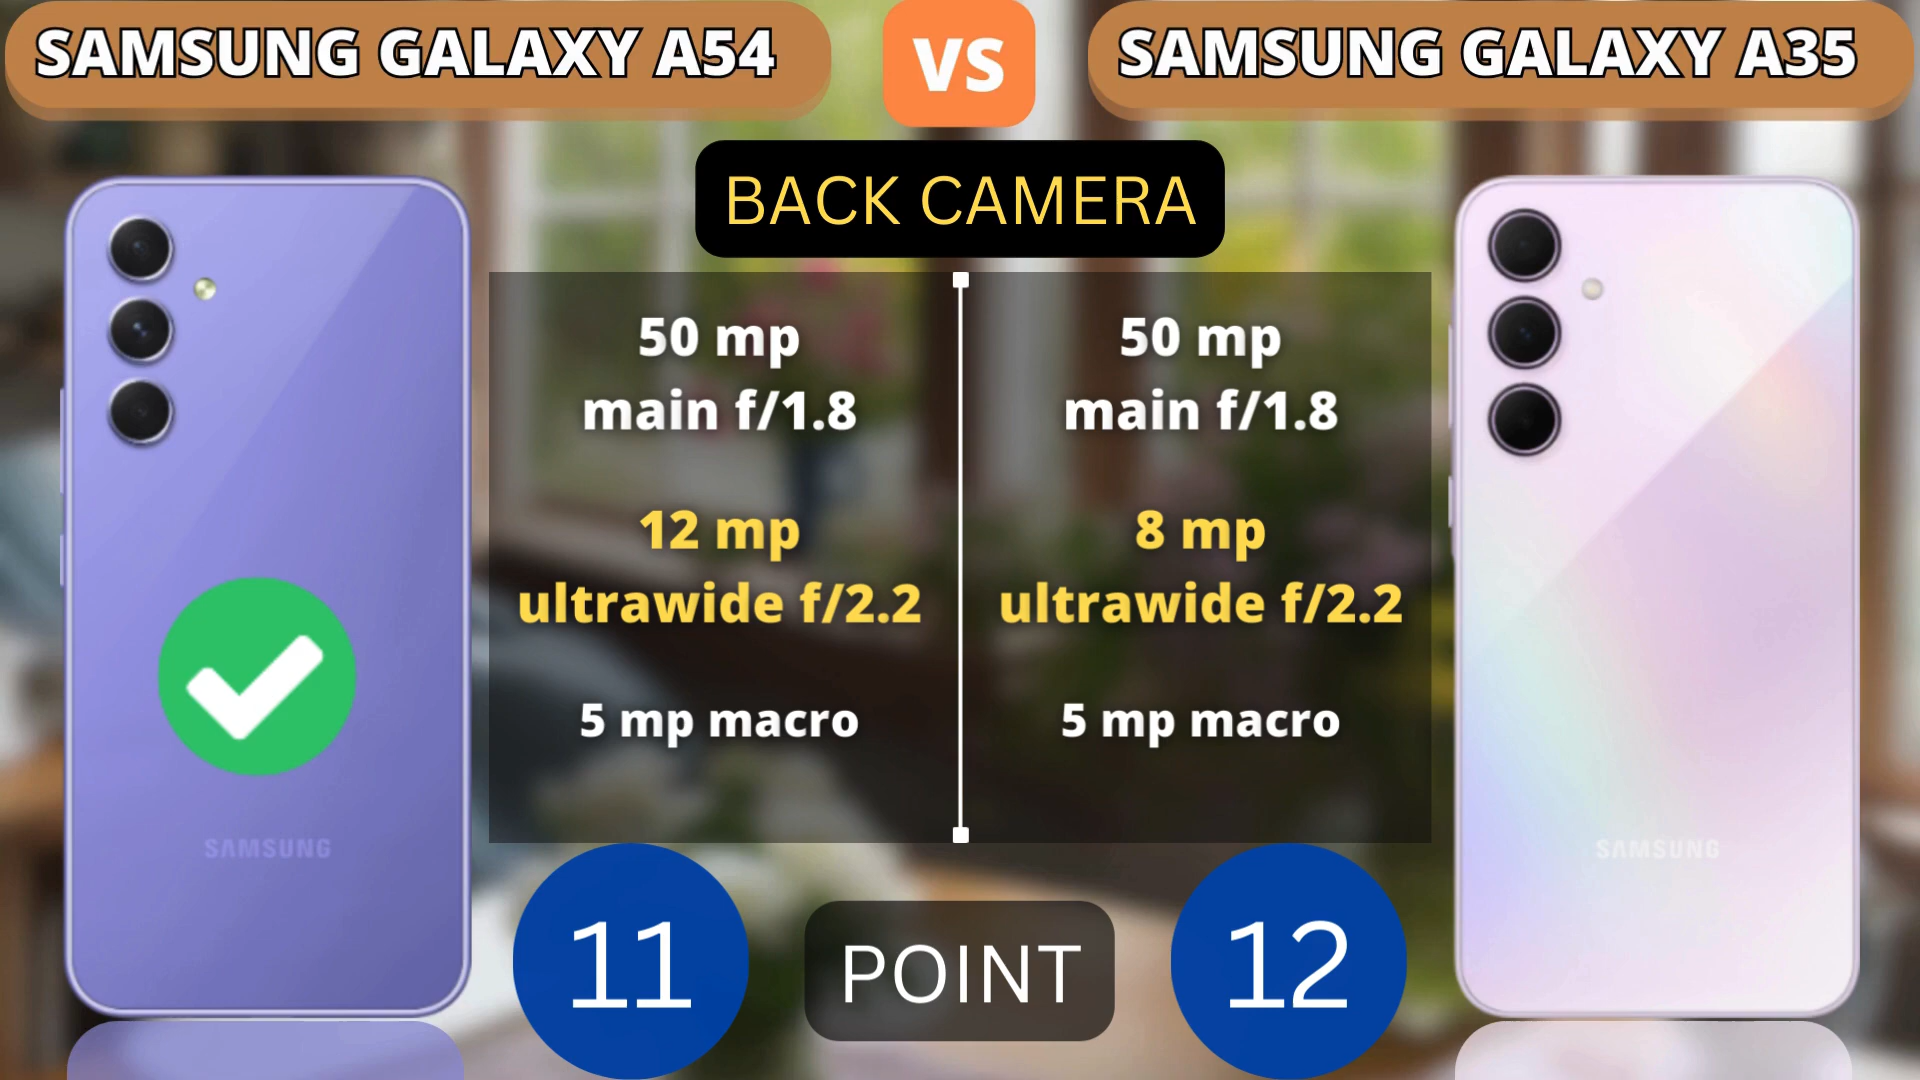 SAMSUNG GALAXY A54
VS
SAMSUNG GALAXY A35
BACK CAMERA
50 mp
main f/1.8
12 mp
ultrawide f/2.2
5 mp macro
50 mp
main f/1.8
8 mp
ultrawide f/2.2
5 mp macro
SAMSUNG
SAMSUNG
11
POINT
12